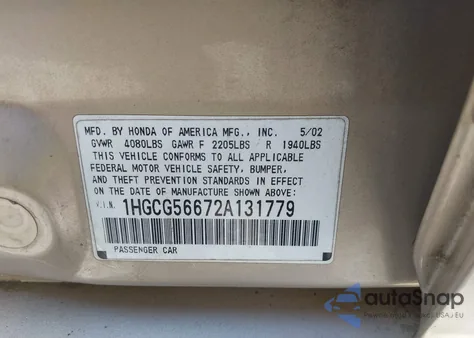 MFD. BY HONDA OF AMERICA MFG., INC. 5/02
GVWR 4080LBS GAWR F 2205LBS R 1940LBS
THIS VEHICLE CONFORMS TO ALL APPLICABLE
FEDERAL MOTOR VEHICLE SAFETY, BUMPER,
AND THEFT PREVENTION STANDARDS IN EFFECT
ON THE DATE OF MANUFACTURE SHOWN ABOVE.
V.I.N. 1HGCG56672A131779
PASSENGER CAR
autoSnap